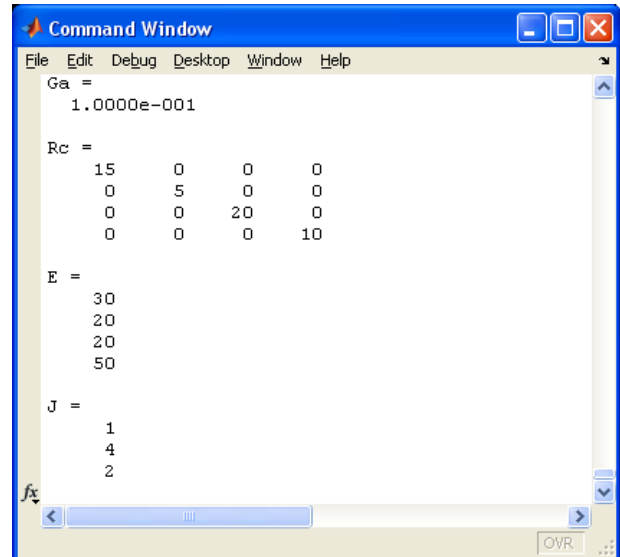 Command Window
File Edit Debug Desktop Window Help
Ga =
1.0000e-001
Rc =
15 0 0 0
0 5 0 0
0 0 20 0
0 0 0 10
E =
30
20
20
50
J =
1
4
2
fx
OVR